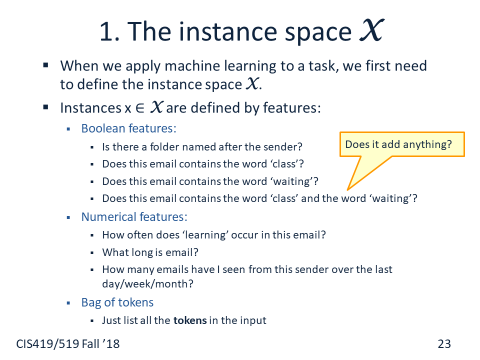 1. The instance space X
▪ When we apply machine learning to a task, we first need
to define the instance space X.
▪ Instances x ∈ X are defined by features:
▪ Boolean features:
▪ Is there a folder named after the sender?
▪ Does this email contains the word ‘class’?
▪ Does this email contains the word ‘waiting’?
▪ Does this email contains the word ‘class’ and the word ‘waiting’?
Does it add anything?
▪ Numerical features:
▪ How often does ‘learning’ occur in this email?
▪ What long is email?
▪ How many emails have I seen from this sender over the last
day/week/month?
▪ Bag of tokens
▪ Just list all the tokens in the input
CIS419/519 Fall ’18
23